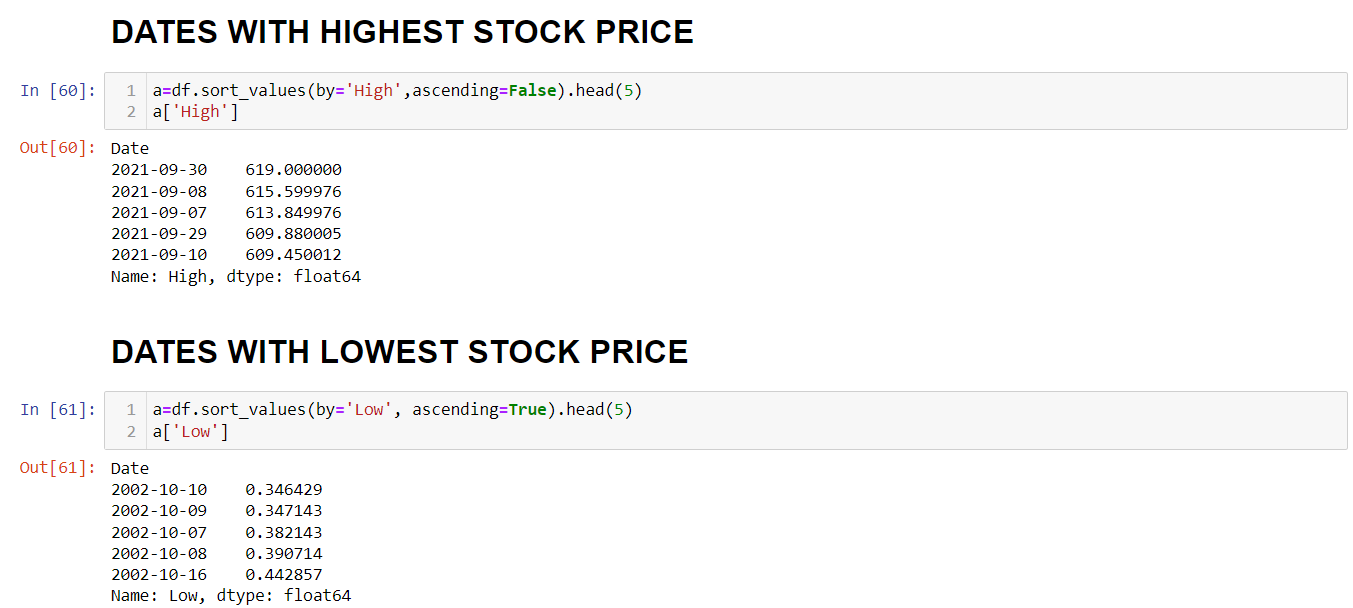 DATES WITH HIGHEST STOCK PRICE
In [60]:
1 a=df.sort_values(by='High',ascending=False).head(5)
2 a['High']
Out[60]: Date
2021-09-30    619.000000
2021-09-08    615.599976
2021-09-07    613.849976
2021-09-29    609.880005
2021-09-10    609.450012
Name: High, dtype: float64
DATES WITH LOWEST STOCK PRICE
In [61]:
1 a=df.sort_values(by='Low', ascending=True).head(5)
2 a['Low']
Out[61]: Date
2002-10-10    0.346429
2002-10-09    0.347143
2002-10-07    0.382143
2002-10-08    0.390714
2002-10-16    0.442857
Name: Low, dtype: float64